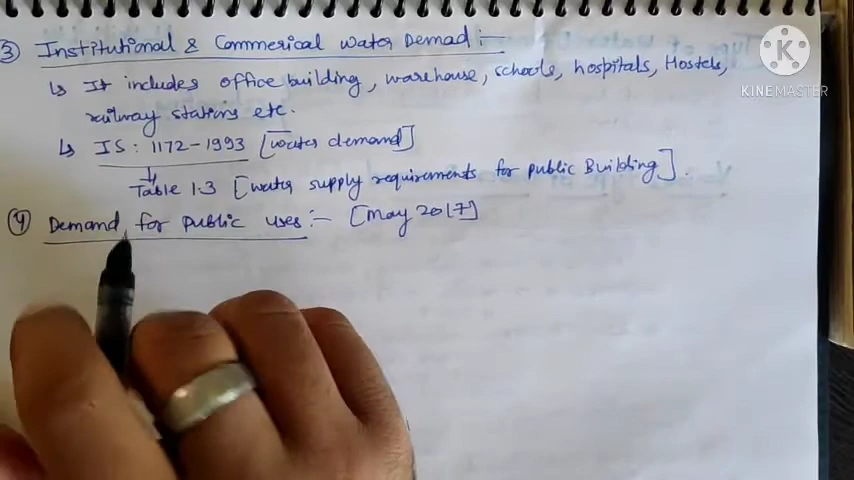 ③ Institutional & Commerical Water Demad :-
↳ It includes office building, warehouse, schools, hospitals, Hostels,
railway stations etc.
↳ IS: 1172-1993 [water demand]
Table 1.3 [water supply requirements for public Building].
④ Demand for public uses :- [May 2017]
KINEMASTER